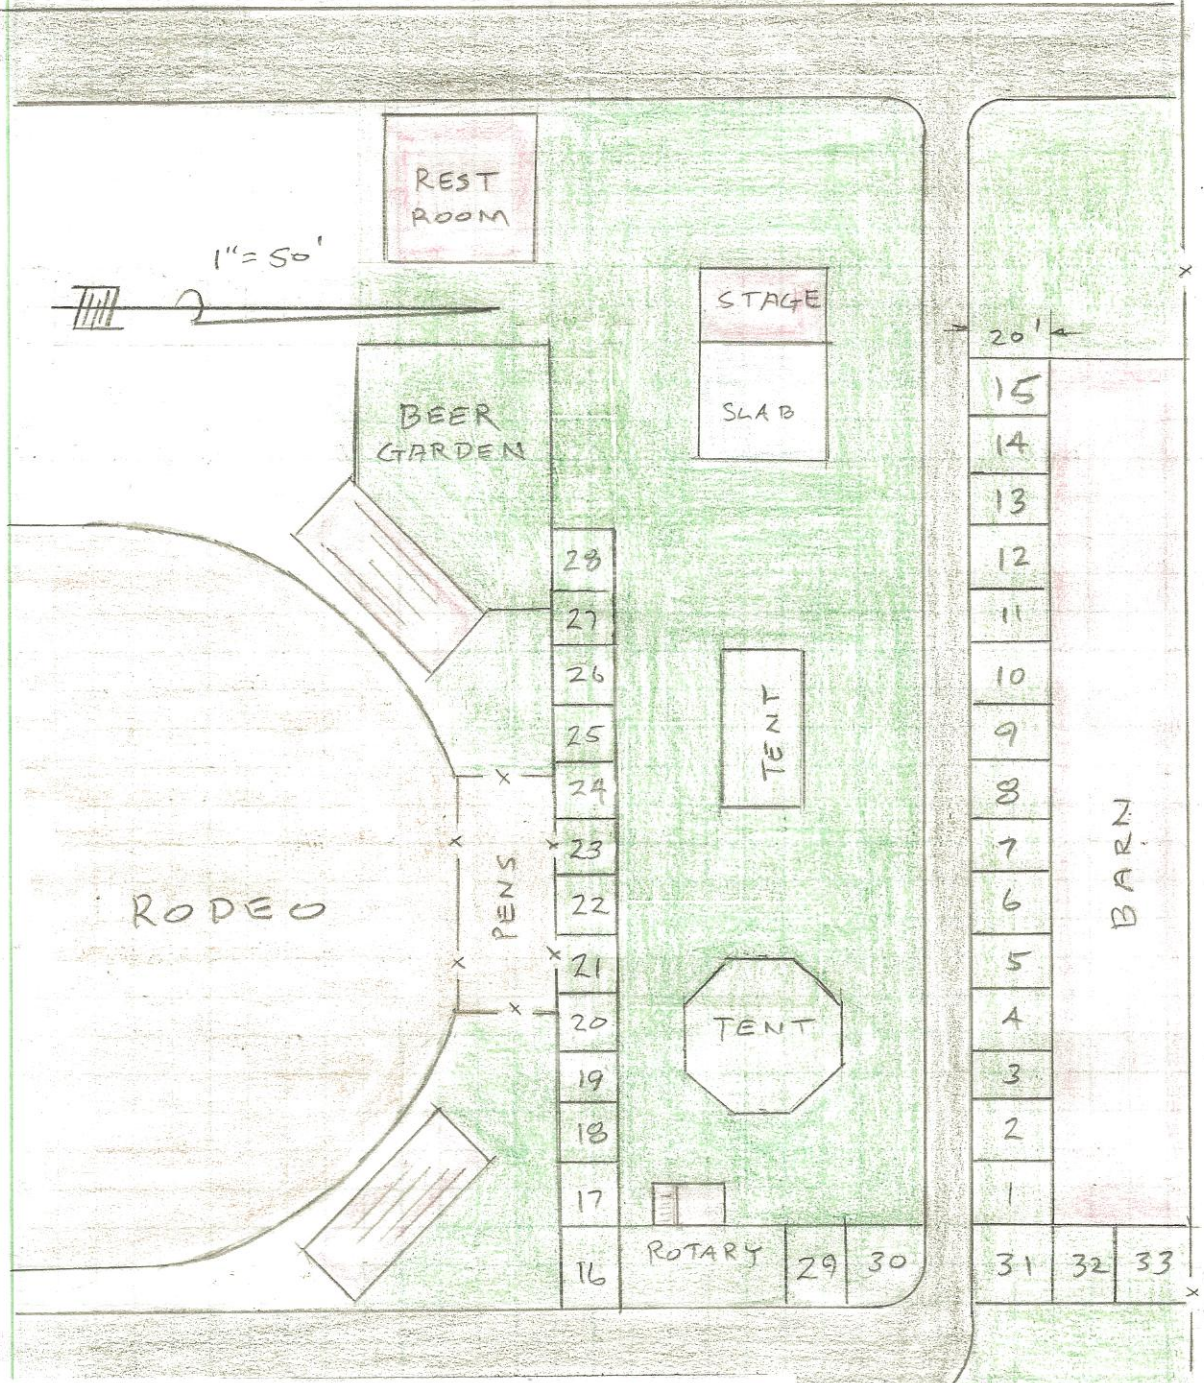 REST
ROOM
1" = 50'
STAGE
20'
SLAB
BEER
GARDEN
15
14
13
12
11
10
9
8
7
6
5
4
3
2
1
28
27
26
25
24
23
22
21
20
19
18
17
16
TENT
BARN
RODEO
PENS
TENT
ROTARY
29
30
31
32
33